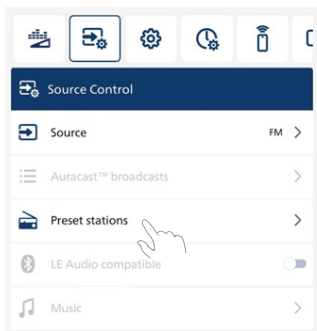 Source Control
Source FM
Auracast™ broadcasts
Preset stations
LE Audio compatible
Music